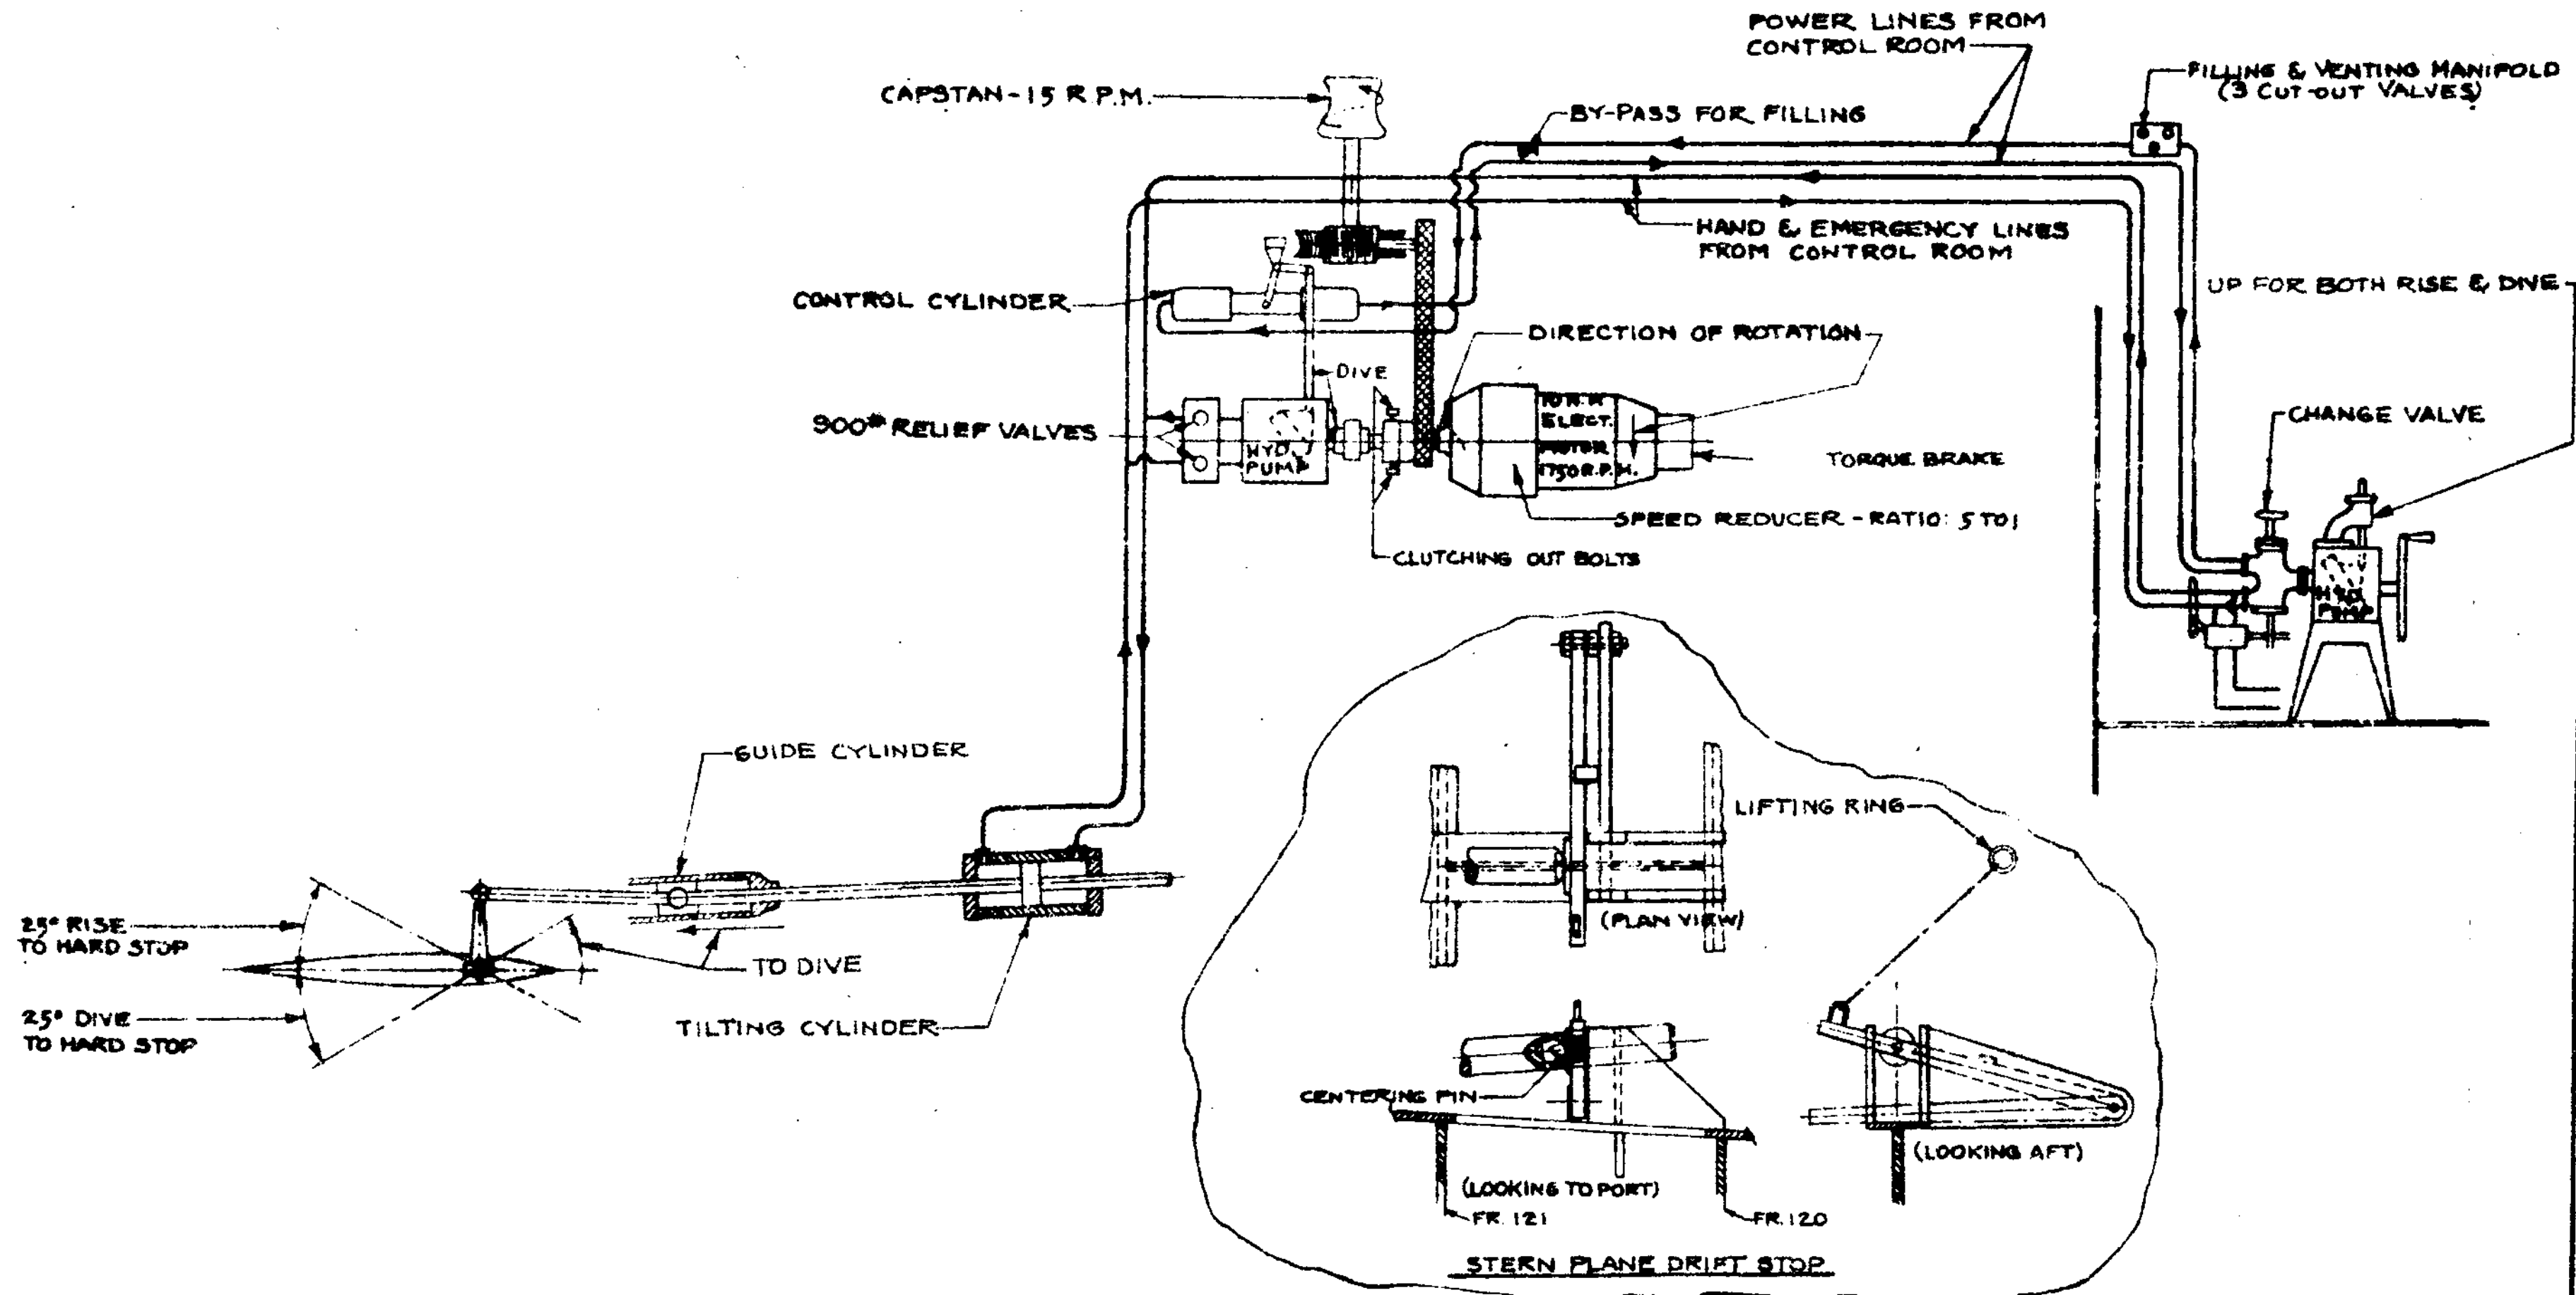 POWER LINES FROM
CONTROL ROOM
FILLING & VENTING MANIFOLD
(3 CUT-OUT VALVES)
CAPSTAN-15 R.P.M.
BY-PASS FOR FILLING
HAND & EMERGENCY LINES
FROM CONTROL ROOM
UP FOR BOTH RISE & DIVE
CONTROL CYLINDER
DIRECTION OF ROTATION
DIVE
900# RELIEF VALVES
HYD.
PUMP
ELECT.
MOTOR
1750 R.P.M.
TORQUE BRAKE
CHANGE VALVE
SPEED REDUCER-RATIO: 5 TO 1
CLUTCHING OUT BOLTS
HYD.
PUMP
GUIDE CYLINDER
LIFTING RING
(PLAN VIEW)
25° RISE
TO HARD STOP
TO DIVE
25° DIVE
TO HARD STOP
TILTING CYLINDER
CENTERING PIN
(LOOKING AFT)
(LOOKING TO PORT)
FR. 121
FR. 120
STERN PLANE DRIFT STOP